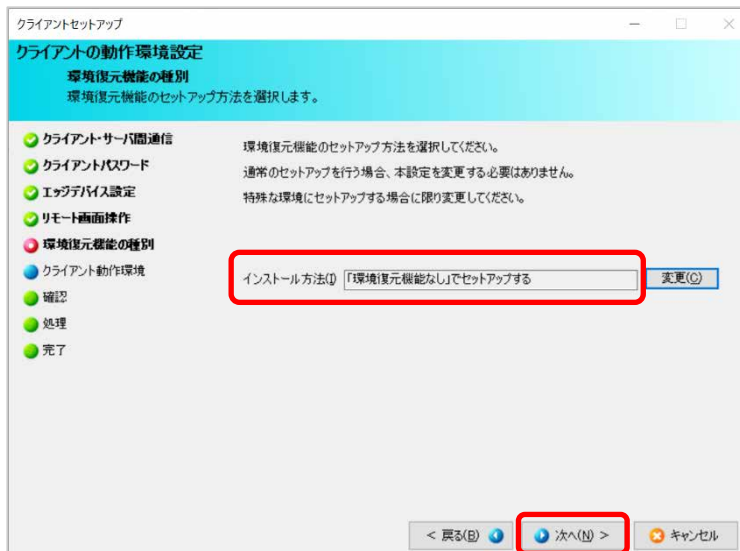 クライアントセットアップ
クライアントの動作環境設定
環境復元機能の種別
環境復元機能のセットアップ方法を選択します。
クライアント・サーバ間通信
クライアントパスワード
エッジデバイス設定
リモート画面操作
環境復元機能の種別
クライアント動作環境
確認
処理
完了
環境復元機能のセットアップ方法を選択してください。
通常のセットアップを行う場合、本設定を変更する必要はありません。
特殊な環境にセットアップする場合に限り変更してください。
インストール方法(I) 「環境復元機能なし」でセットアップする 変更(C)
< 戻る(B) 次へ(N) > キャンセル